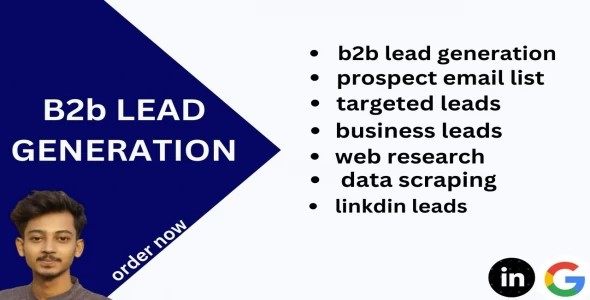 B2b LEAD
GENERATION
order now
• b2b lead generation
• prospect email list
• targeted leads
• business leads
• web research
• data scraping
• linkdin leads
in
G